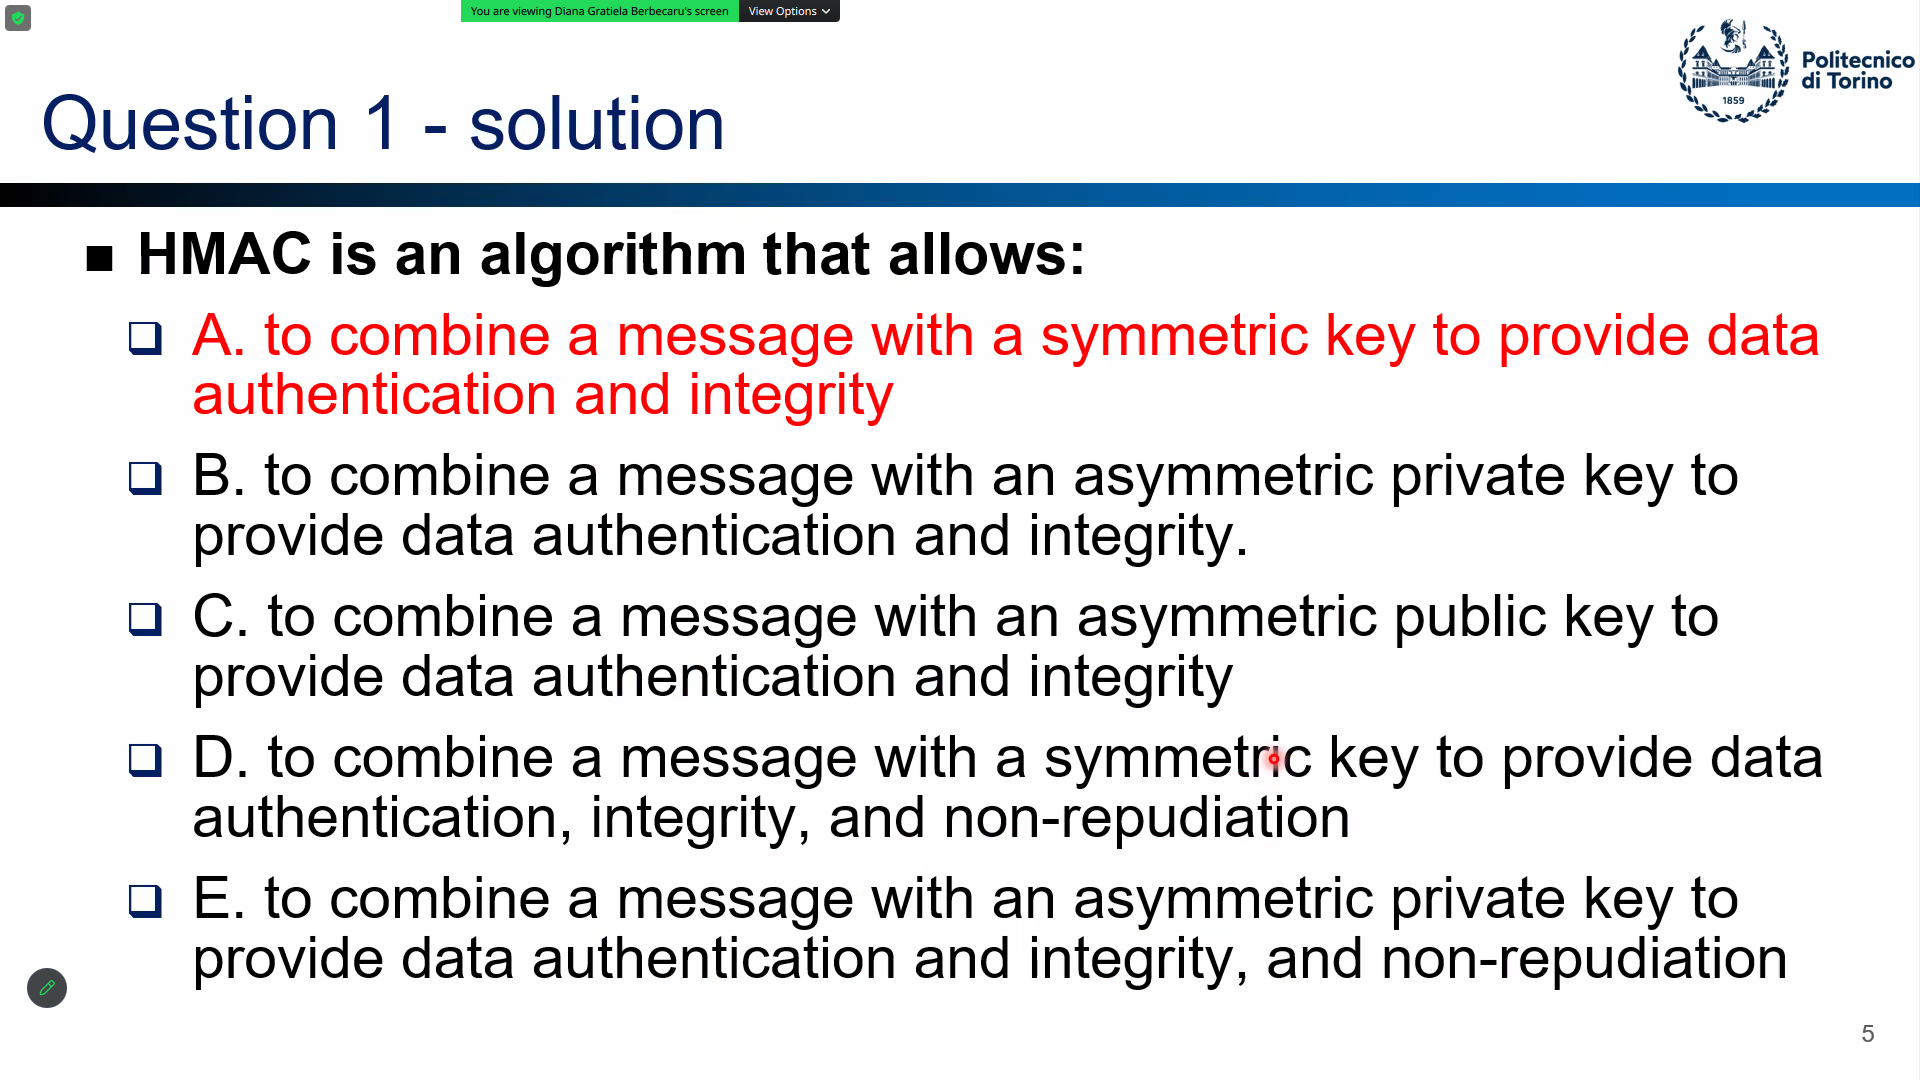 You are viewing Diana Gratiela Berbecaru's screen
View Options
Politecnico
di Torino
1859
Question 1 - solution
HMAC is an algorithm that allows:
A. to combine a message with a symmetric key to provide data
authentication and integrity
B. to combine a message with an asymmetric private key to
provide data authentication and integrity.
C. to combine a message with an asymmetric public key to
provide data authentication and integrity
D. to combine a message with a symmetric key to provide data
authentication, integrity, and non-repudiation
E. to combine a message with an asymmetric private key to
provide data authentication and integrity, and non-repudiation
5